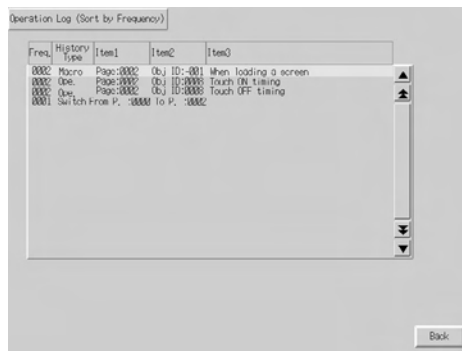 Operation Log (Sort by Frequency)
Freq. History Type Item1 Item2 Item3
0002 Macro Page:0002 Obj ID:-001 When loading a screen
0002 Ope. Page:0002 Obj ID:0008 Touch ON timing
0002 Ope. Page:0002 Obj ID:0008 Touch OFF timing
0001 Switch From P. :0000 To P. :0002
Back